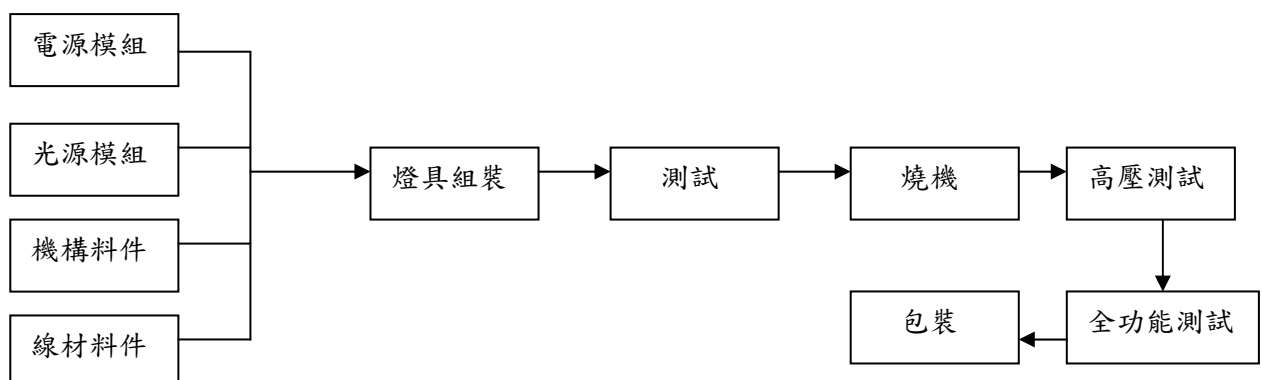 電源模組
光源模組
機構料件
線材料件
燈具組裝
測試
燒機
高壓測試
全功能測試
包裝